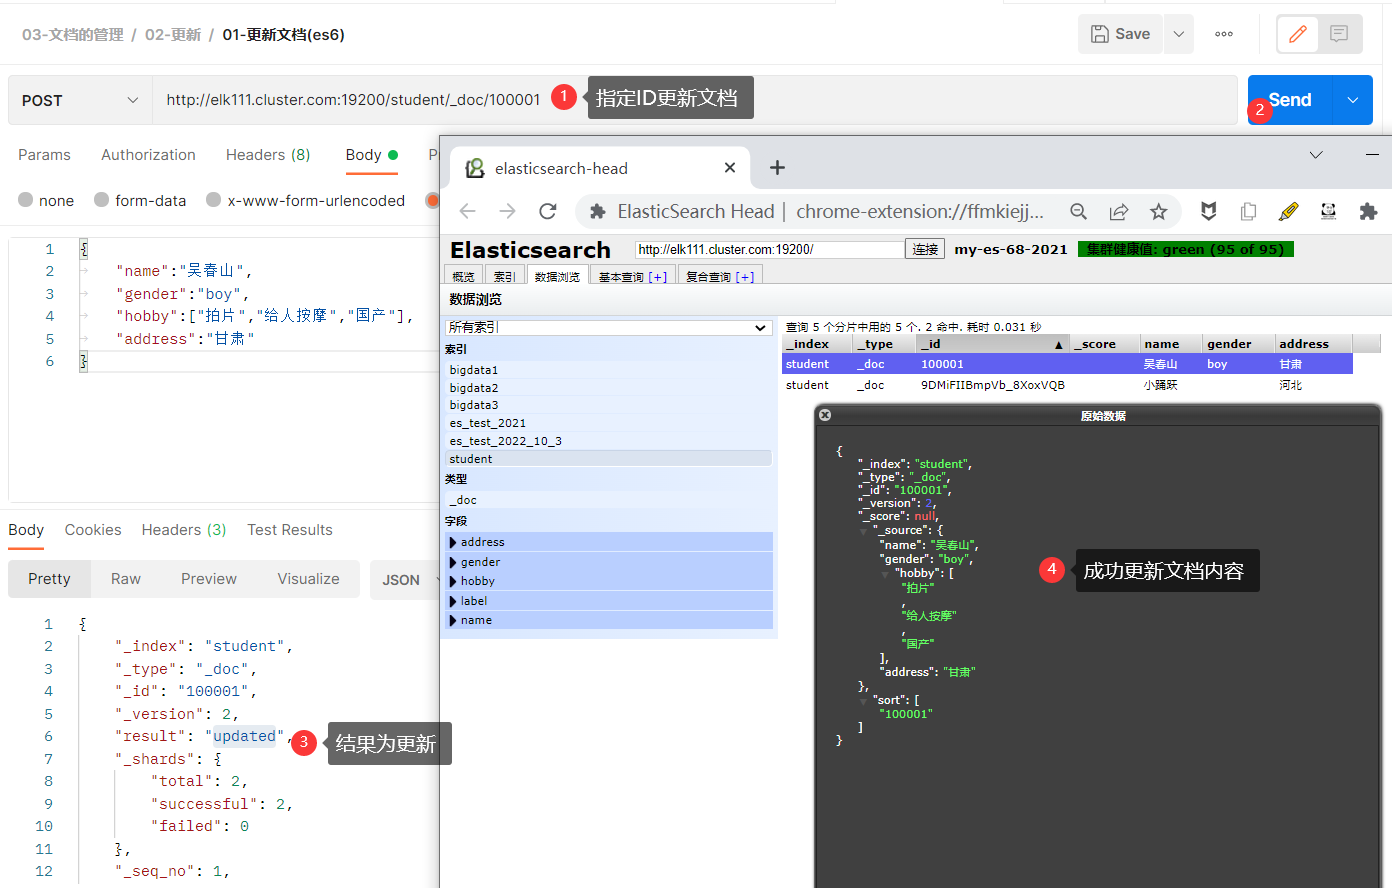 03-文档的管理 / 02-更新 / 01-更新文档(es6)
Save
POST
http://elk111.cluster.com:19200/student/_doc/100001
1
指定ID更新文档
Send
2
Params
Authorization
Headers (8)
Body
none
form-data
x-www-form-urlencoded
1 {
2 "name":"吴春山",
3 "gender":"boy",
4 "hobby":["拍片","给人按摩","国产"],
5 "address":"甘肃"
6 }
Body
Cookies
Headers (3)
Test Results
Pretty
Raw
Preview
Visualize
JSON
1 {
2 "_index": "student",
3 "_type": "_doc",
4 "_id": "100001",
5 "_version": 2,
6 "result": "updated",
7 "_shards": {
8 "total": 2,
9 "successful": 2,
10 "failed": 0
11 },
12 "_seq_no": 1,
3
结果为更新
elasticsearch-head
ElasticSearch Head | chrome-extension://ffmkiejj...
Elasticsearch
http://elk111.cluster.com:19200/
连接
my-es-68-2021
集群健康值: green (95 of 95)
概览
索引
数据浏览
基本查询 [+]
复合查询 [+]
数据浏览
所有索引
索引
bigdata1
bigdata2
bigdata3
es_test_2021
es_test_2022_10_3
student
类型
_doc
字段
address
gender
hobby
label
name
查询 5 个分片中用的 5 个. 2 命中. 耗时 0.031 秒
_index _type _id ▲ _score name gender address
student _doc 100001 吴春山 boy 甘肃
student _doc 9DMiFIIBmpVb_8XoxVQB 小踊跃 河北
原始数据
{
"_index": "student",
"_type": "_doc",
"_id": "100001",
"_version": 2,
"_score": null,
"_source": {
"name": "吴春山",
"gender": "boy",
"hobby": [
"拍片"
,
"给人按摩"
,
"国产"
],
"address": "甘肃"
},
"sort": [
"100001"
]
}
4
成功更新文档内容